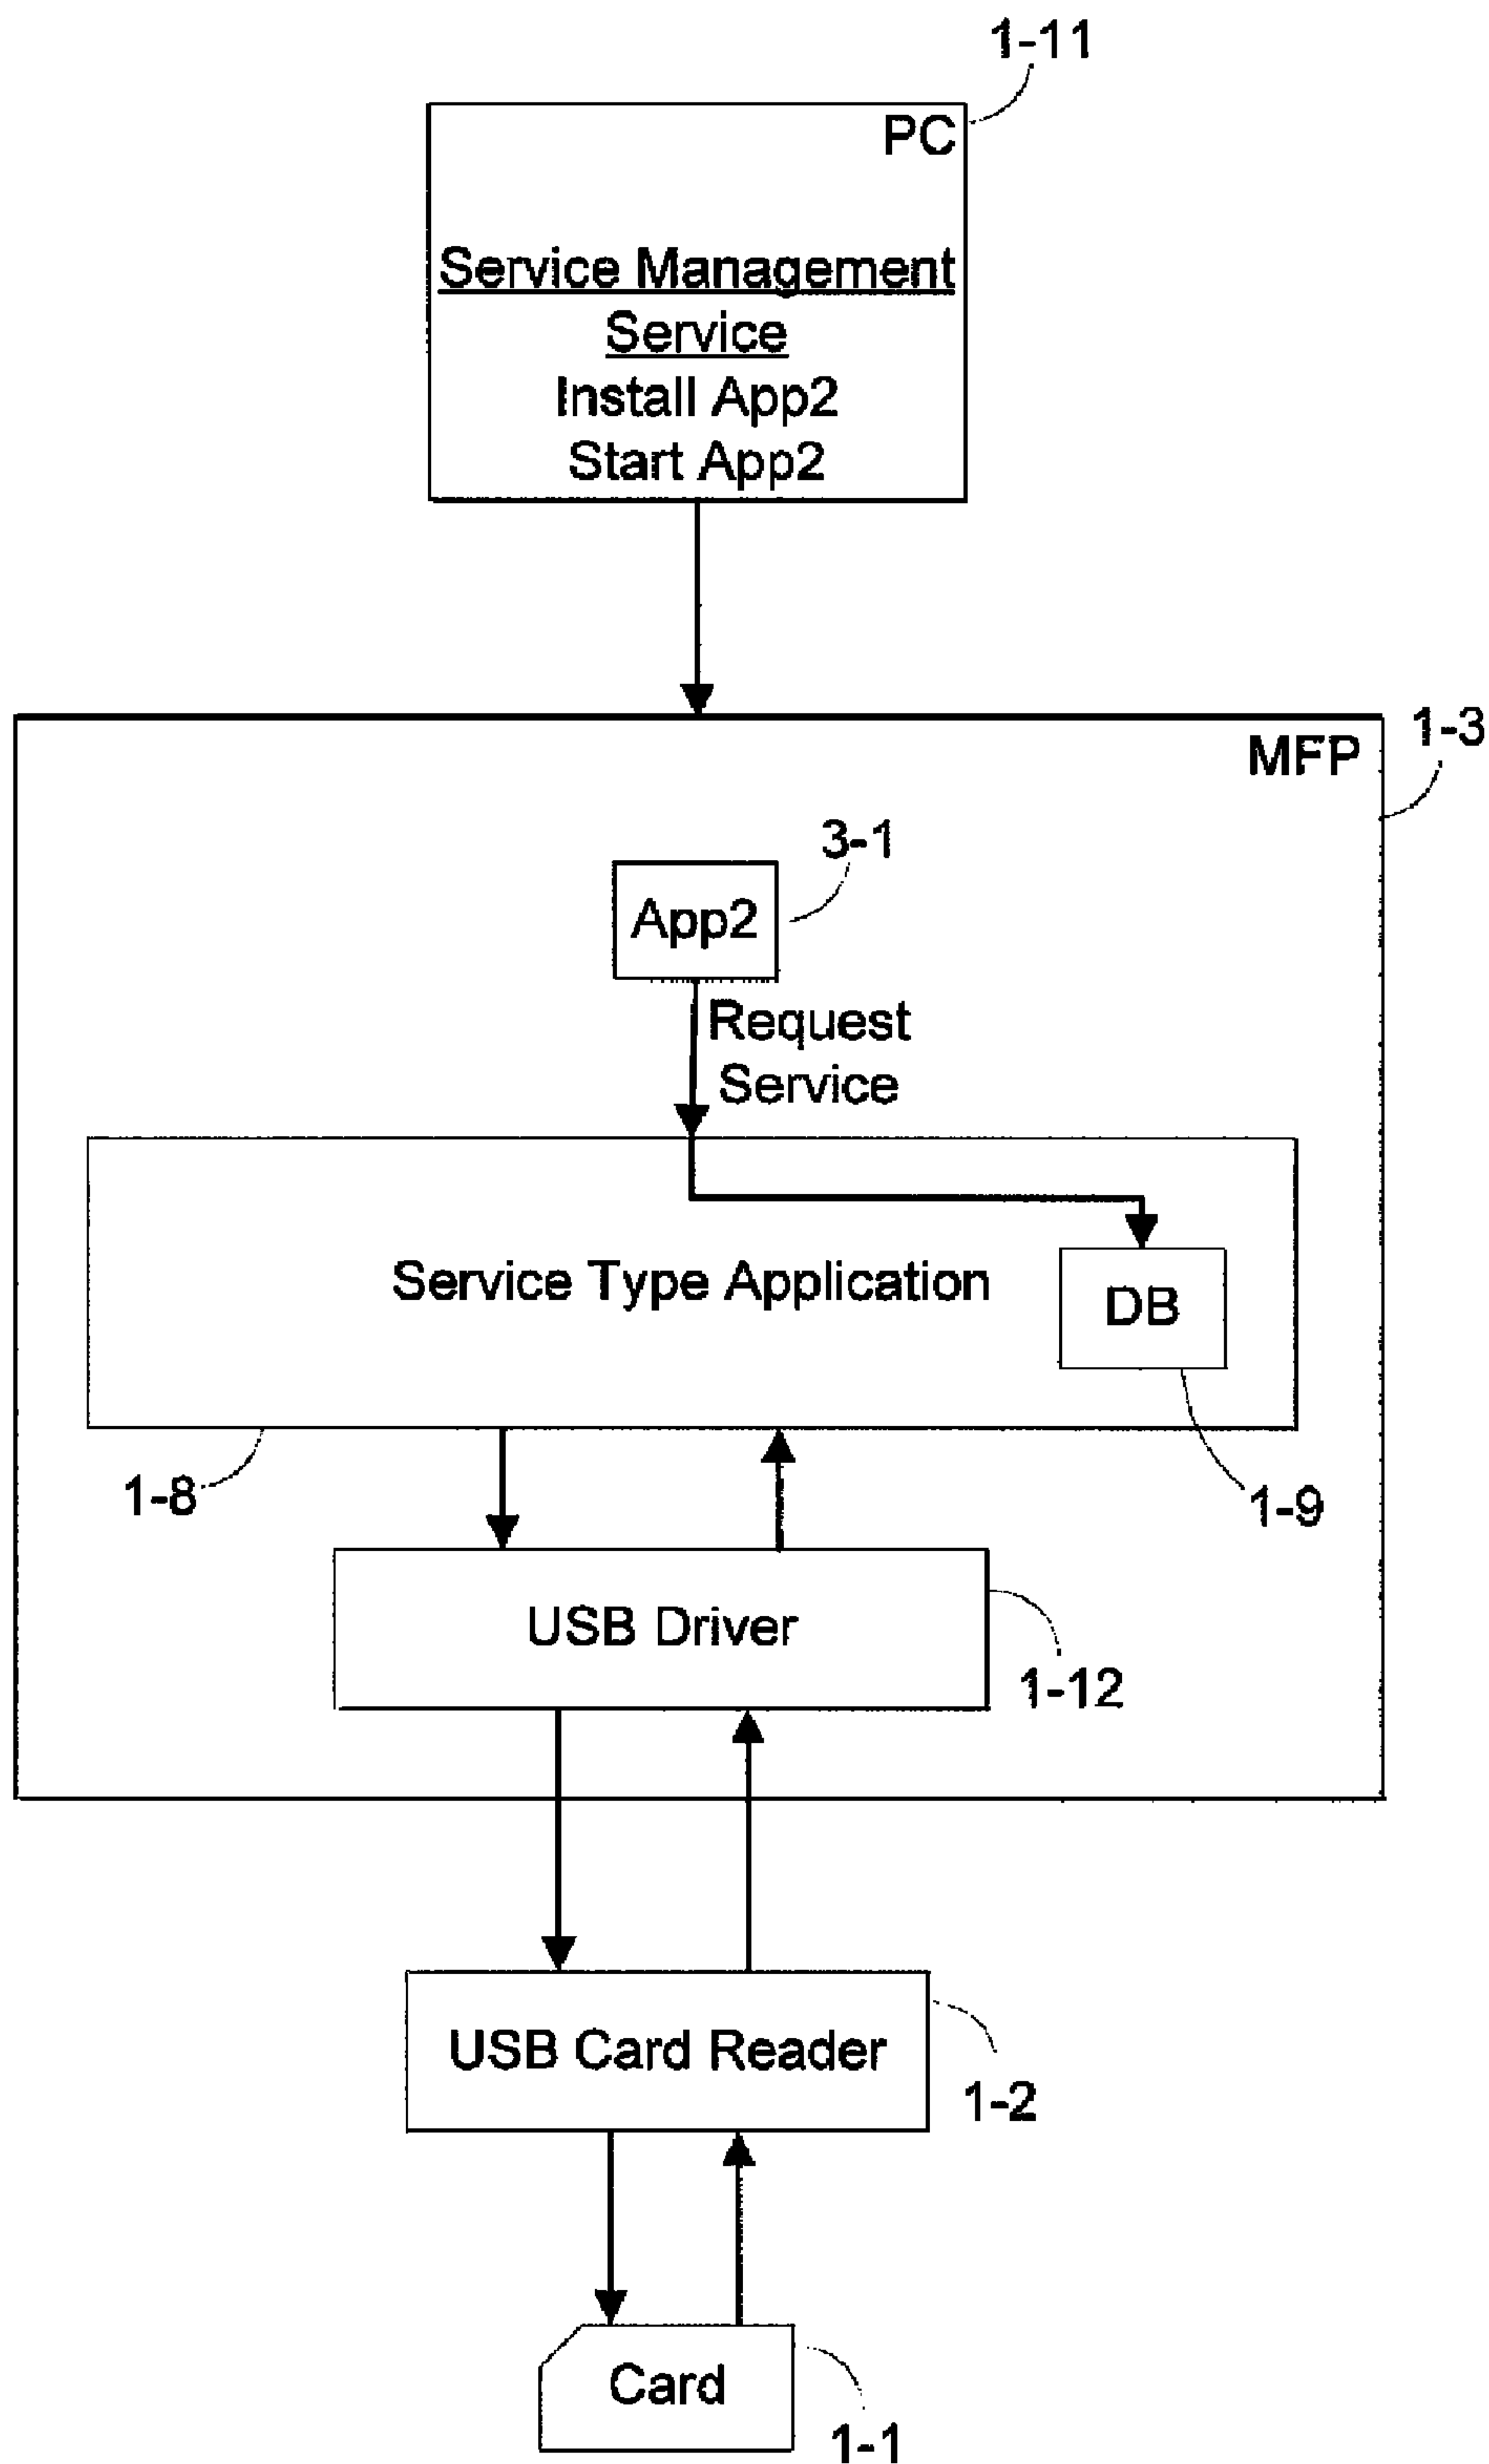 1-11
PC
Service Management
Service
Install App2
Start App2
1-3
MFP
3-1
App2
Request
Service
Service Type Application
DB
1-8
1-9
USB Driver
1-12
USB Card Reader
1-2
Card
1-1